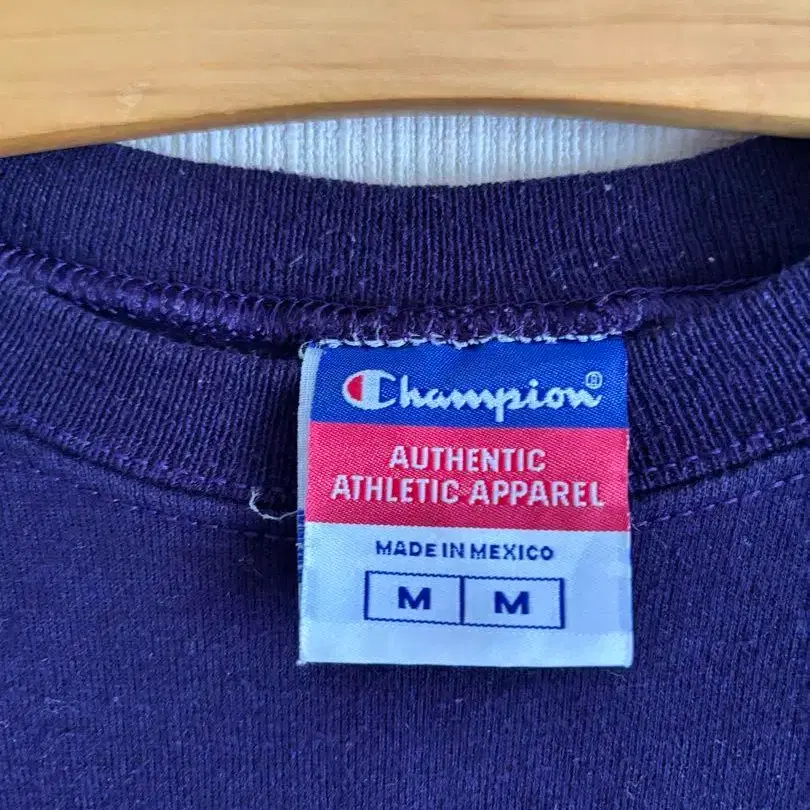 Champion®
AUTHENTIC
ATHLETIC APPAREL
MADE IN MEXICO
M M